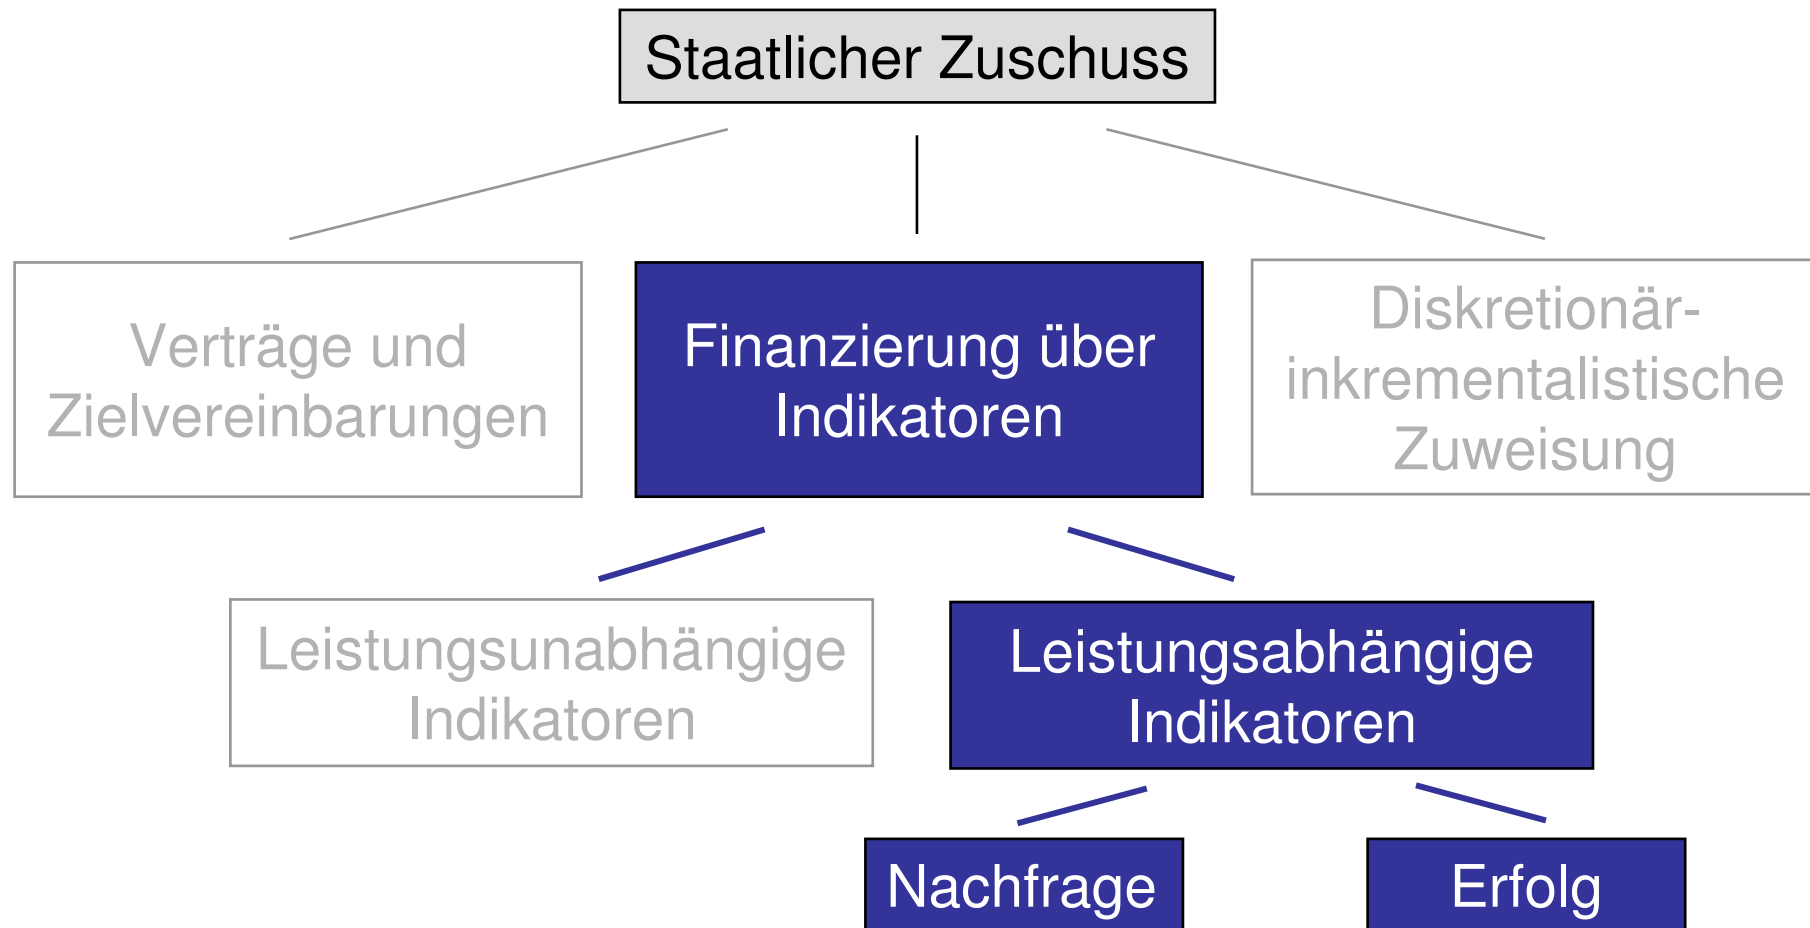 Staatlicher Zuschuss
Verträge und
Zielvereinbarungen
Finanzierung über
Indikatoren
Diskretionär-
inkrementalistische
Zuweisung
Leistungsunabhängige
Indikatoren
Leistungsabhängige
Indikatoren
Nachfrage
Erfolg